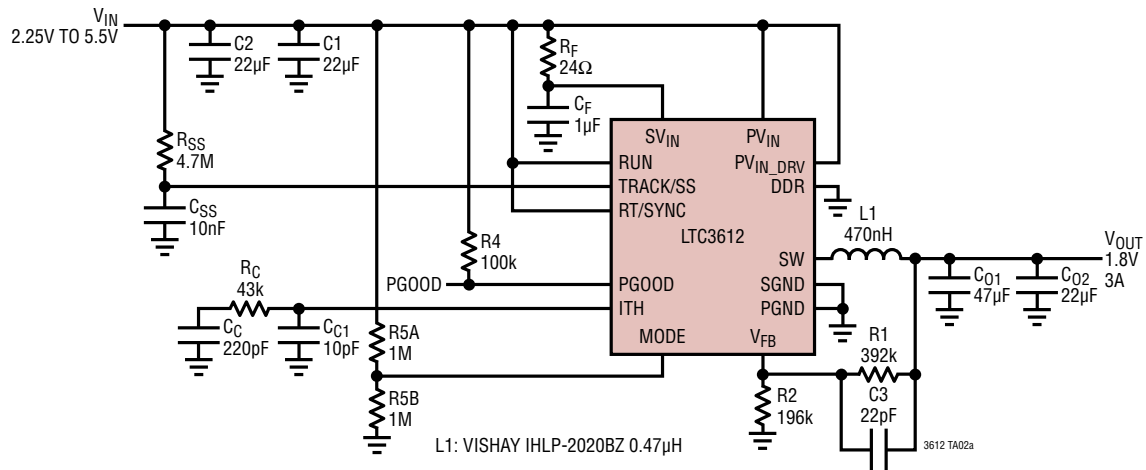 VIN
2.25V TO 5.5V
C2
22µF
C1
22µF
RF
24Ω
CF
1µF
RSS
4.7M
CSS
10nF
SVIN
PVIN
RUN
PVIN_DRV
TRACK/SS
DDR
RT/SYNC
LTC3612
L1
470nH
R4
100k
SW
VOUT
1.8V
3A
RC
43k
PGOOD
PGOOD
SGND
CO1
47µF
CO2
22µF
ITH
PGND
CC
220pF
CC1
10pF
R5A
1M
MODE
VFB
R1
392k
R5B
1M
R2
196k
C3
22pF
L1: VISHAY IHLP-2020BZ 0.47µH
3612 TA02a